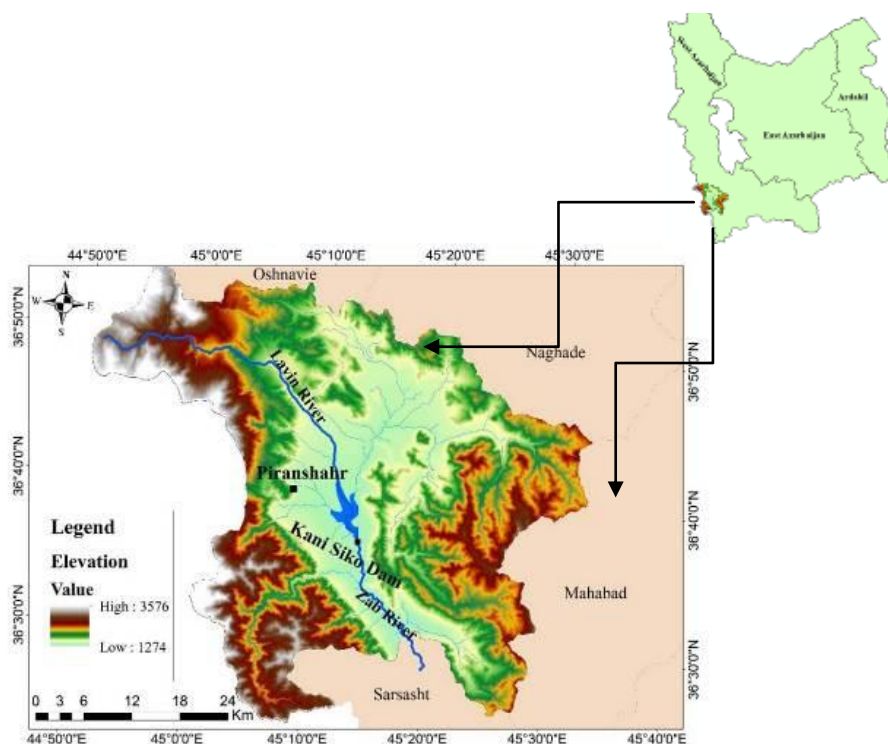 West Azarbaijan
Ardabil
East Azarbaijan
44°50'0"E 45°0'0"E 45°10'0"E 45°20'0"E 45°30'0"E
Oshnavie
N
W E
S
36°50'0"N
Naghade
36°50'0"N
Lavin River
36°40'0"N
Piranshahr
36°40'0"N
Legend
Elevation
Value
High : 3576
Low : 1274
Kani Siko Dam
Mahabad
36°30'0"N
Zab River
36°30'0"N
Sarsasht
0 3 6 12 18 24
Km
44°50'0"E 45°0'0"E 45°10'0"E 45°20'0"E 45°30'0"E 45°40'0"E